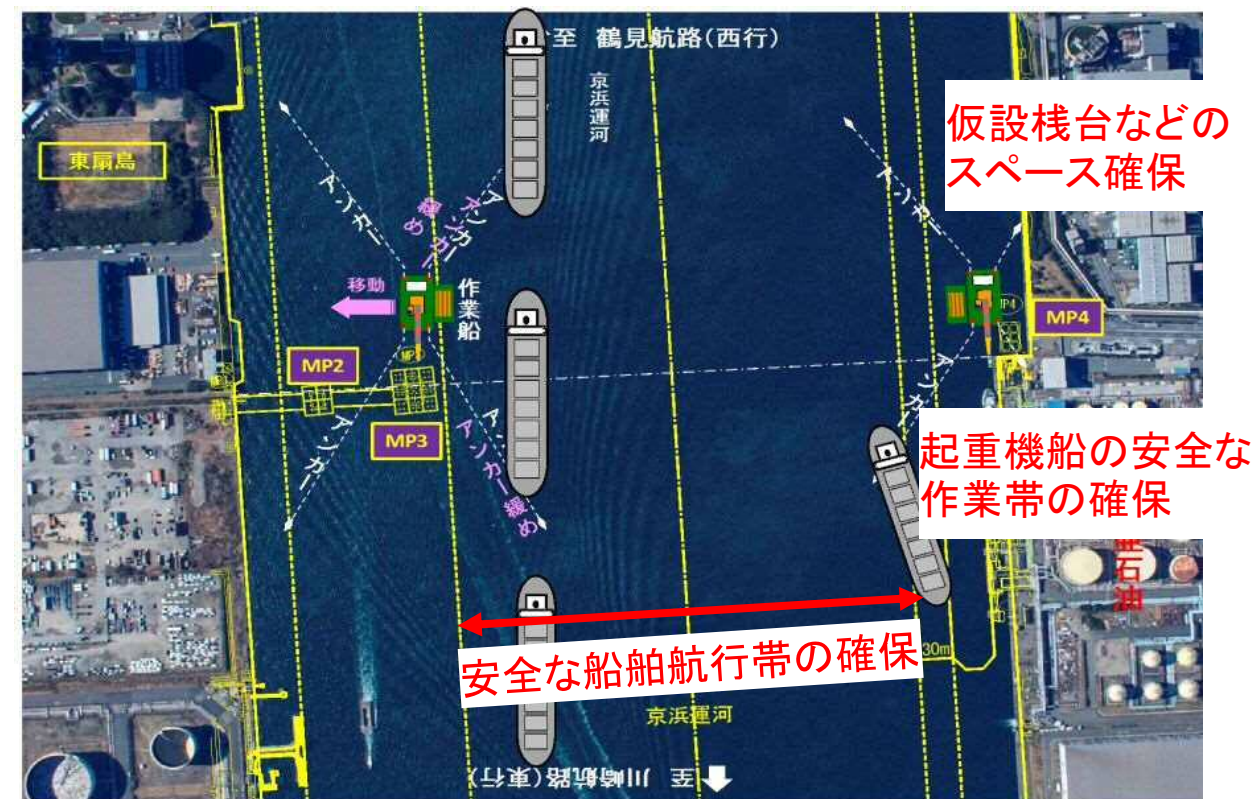 至 鶴見航路(西行)
京浜運河
仮設桟台などの
スペース確保
東扇島
アンカー
アンカー
アンカー緩め
アンカー
移動
作業船
MP4
MP4
MP2
MP3
アンカー
アンカー
アンカー緩め
アンカー
起重機船の安全な
作業帯の確保
石油
安全な船舶航行帯の確保
30m
京浜運河
至 川崎航路(東行)